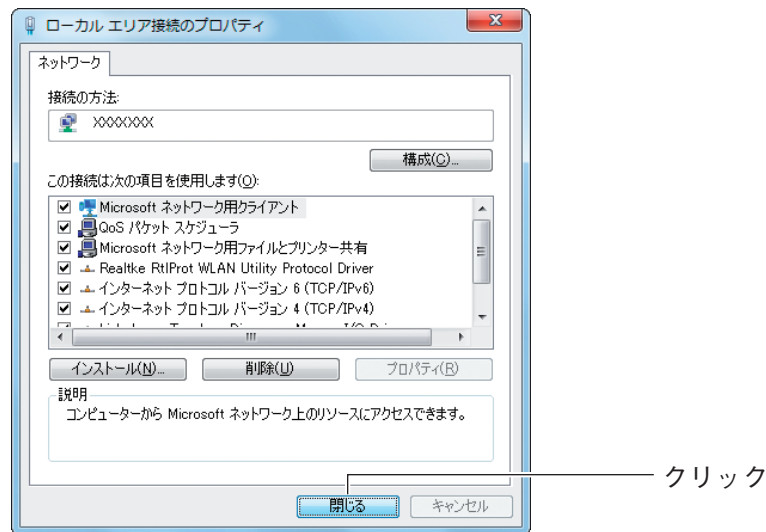 ローカル エリア接続のプロパティ
ネットワーク
接続の方法:
XXXXXXXX
構成(C)...
この接続は次の項目を使用します(O):
Microsoft ネットワーク用クライアント
QoS パケット スケジューラ
Microsoft ネットワーク用ファイルとプリンター共有
Realtke RtlProt WLAN Utility Protocol Driver
インターネット プロトコル バージョン 6 (TCP/IPv6)
インターネット プロトコル バージョン 4 (TCP/IPv4)
インストール(N)...
削除(U)
プロパティ(R)
説明
コンピューターから Microsoft ネットワーク上のリソースにアクセスできます。
クリック
閉じる
キャンセル